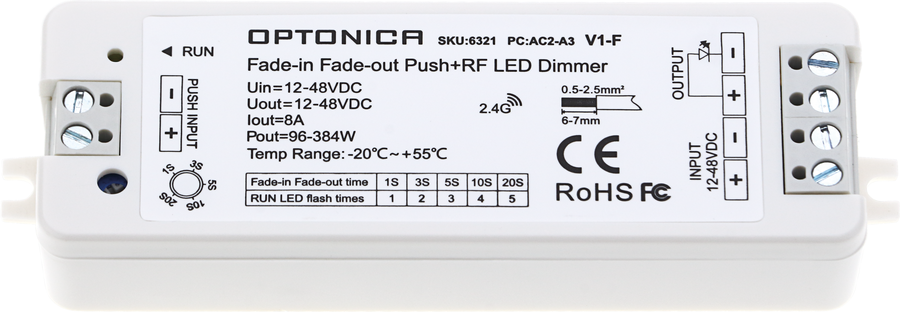 ◄ RUN
PUSH INPUT
- +
1S 3S 5S 10S 20S
OPTONICA SKU:6321 PC:AC2-A3 V1-F
Fade-in Fade-out Push+RF LED Dimmer
Uin=12-48VDC
Uout=12-48VDC
Iout=8A
Pout=96-384W
Temp Range: -20℃~+55℃
2.4G
0.5-2.5mm²
6-7mm
Fade-in Fade-out time 1S 3S 5S 10S 20S
RUN LED flash times 1 2 3 4 5
CE
RoHS FC
OUTPUT
- +
INPUT
12-48VDC
- +